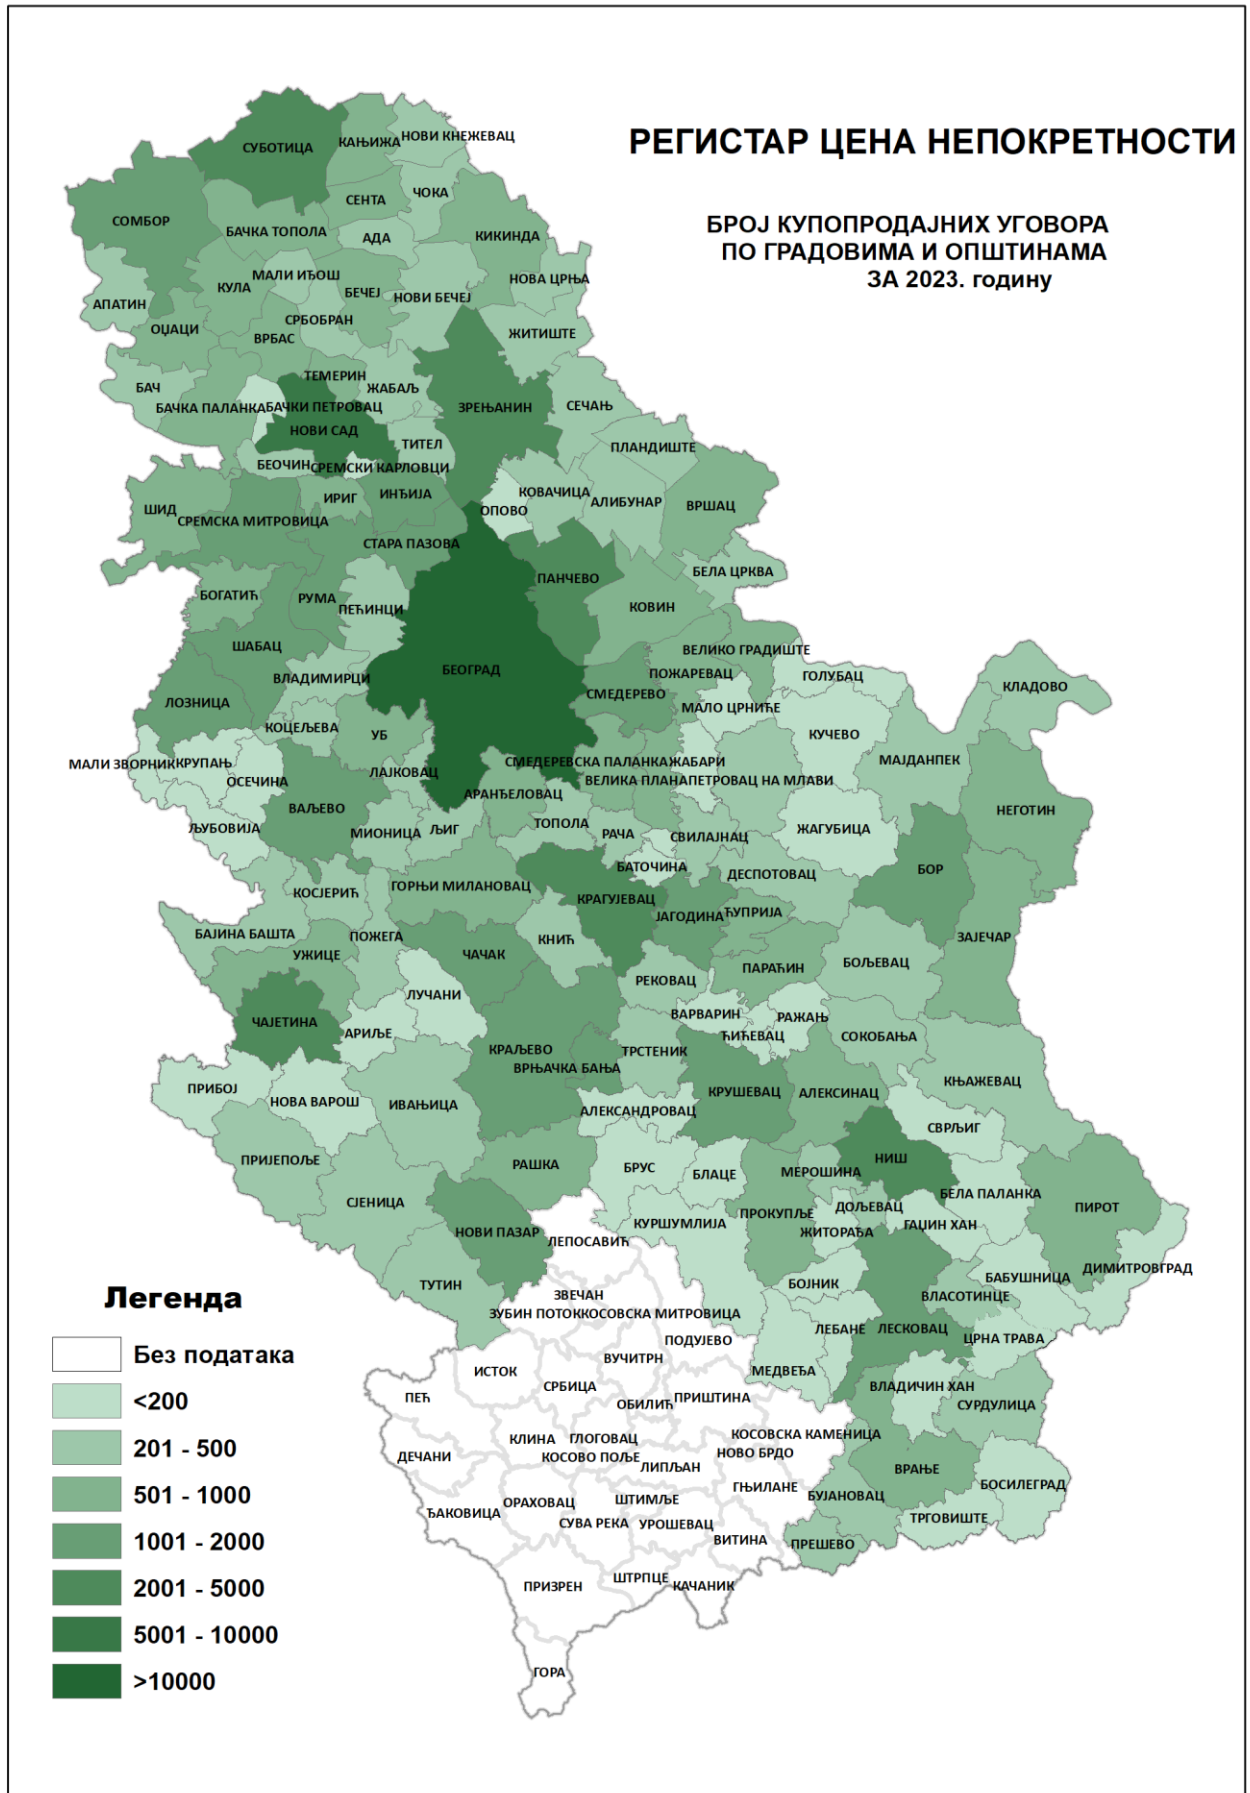 РЕГИСТАР ЦЕНА НЕПОКРЕТНОСТИ
БРОЈ КУПОПРОДАЈНИХ УГОВОРА
ПО ГРАДОВИМА И ОПШТИНАМА
ЗА 2023. годину
СУБОТИЦА
КАЊИЖА
НОВИ КНЕЖЕВАЦ
СОМБОР
СЕНТА
ЧОКА
БАЧКА ТОПОЛА
АДА
КИКИНДА
АПАТИН
КУЛА
МАЛИ ИЂОШ
БЕЧЕЈ
НОВИ БЕЧЕЈ
НОВА ЦРЊА
ОЏАЦИ
СРБОБРАН
ВРБАС
ЖИТИШТЕ
БАЧ
ТЕМЕРИН
ЖАБАЉ
БАЧКА ПАЛАНКА
БАЧКИ ПЕТРОВАЦ
ЗРЕЊАНИН
СЕЧАЊ
НОВИ САД
ТИТЕЛ
ПЛАНДИШТЕ
БЕОЧИН
СРЕМСКИ КАРЛОВЦИ
ШИД
СРЕМСКА МИТРОВИЦА
ИРИГ
ИНЂИЈА
ОПОВО
КОВАЧИЦА
АЛИБУНАР
ВРШАЦ
СТАРА ПАЗОВА
ПАНЧЕВО
БЕЛА ЦРКВА
БОГАТИЋ
РУМА
ПЕЋИНЦИ
КОВИН
ШАБАЦ
ВЛАДИМИРЦИ
БЕОГРАД
ВЕЛИКО ГРАДИШТЕ
ПОЖАРЕВАЦ
ГОЛУБАЦ
КЛАДОВО
ЛОЗНИЦА
СМЕДЕРЕВО
МАЛО ЦРНИЋЕ
КОЦЕЉЕВА
УБ
КУЧЕВО
МАЛИ ЗВОРНИК
КРУПАЊ
ОСЕЧИНА
ЛАЈКОВАЦ
СМЕДЕРЕВСКА ПАЛАНКА
ЖАБАРИ
МАЈДАНПЕК
ВЕЛИКА ПЛАНА
ПЕТРОВАЦ НА МЛАВИ
ВАЉЕВО
АРАНЂЕЛОВАЦ
НЕГОТИН
ЉУБОВИЈА
МИОНИЦА
ЉИГ
ТОПОЛА
РАЧА
СВИЛАЈНАЦ
ЖАГУБИЦА
БАТОЧИНА
ДЕСПОТОВАЦ
БОР
КОСЈЕРИЋ
ГОРЊИ МИЛАНОВАЦ
КРАГУЈЕВАЦ
ЈАГОДИНА
ЋУПРИЈА
БАЈИНА БАШТА
ПОЖЕГА
КНИЋ
ЗАЈЕЧАР
УЖИЦЕ
ЧАЧАК
ПАРАЋИН
БОЉЕВАЦ
ЛУЧАНИ
РЕКОВАЦ
ЧАЈЕТИНА
АРИЉЕ
ВАРВАРИН
РАЖАЊ
ЋИЋЕВАЦ
СОКОБАЊА
КРАЉЕВО
ТРСТЕНИК
ВРЊАЧКА БАЊА
ПРИБОЈ
НОВА ВАРОШ
ИВАЊИЦА
АЛЕКСАНДРОВАЦ
КРУШЕВАЦ
АЛЕКСИНАЦ
КЊАЖЕВАЦ
СВРЉИГ
ПРИЈЕПОЉЕ
РАШКА
БРУС
БЛАЦЕ
МЕРОШИНА
НИШ
БЕЛА ПАЛАНКА
СЈЕНИЦА
ПИРОТ
НОВИ ПАЗАР
КУРШУМЛИЈА
ПРОКУПЉЕ
ДОЉЕВАЦ
ЖИТОРАЂА
ГАЏИН ХАН
ЛЕПОСАВИЋ
ДИМИТРОВГРАД
ТУТИН
БОЈНИК
БАБУШНИЦА
ВЛАСОТИНЦЕ
ЗВЕЧАН
ЗУБИН ПОТОК
КОСОВСКА МИТРОВИЦА
ЛЕБАНЕ
ЛЕСКОВАЦ
ЦРНА ТРАВА
ПОДУЈЕВО
ВУЧИТРН
ИСТОК
МЕДВЕЂА
СРБИЦА
ВЛАДИЧИН ХАН
ПЕЋ
ОБИЛИЋ
ПРИШТИНА
СУРДУЛИЦА
КЛИНА
ГЛОГОВАЦ
КОСОВСКА КАМЕНИЦА
ДЕЧАНИ
КОСОВО ПОЉЕ
НОВО БРДО
ЛИПЉАН
ВРАЊЕ
ГЊИЛАНЕ
БОСИЛЕГРАД
ЂАКОВИЦА
ОРАХОВАЦ
ШТИМЉЕ
БУЈАНОВАЦ
СУВА РЕКА
УРОШЕВАЦ
ТРГОВИШТЕ
ВИТИНА
ПРЕШЕВО
ПРИЗРЕН
ШТРПЦЕ
КАЧАНИК
ГОРА
Легенда
Без података
<200
201 - 500
501 - 1000
1001 - 2000
2001 - 5000
5001 - 10000
>10000